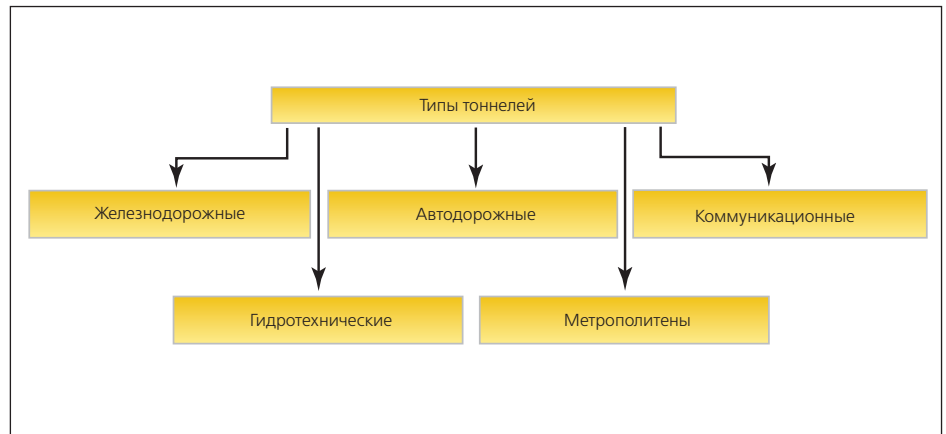 Типы тоннелей
Железнодорожные
Автодорожные
Коммуникационные
Гидротехнические
Метрополитены